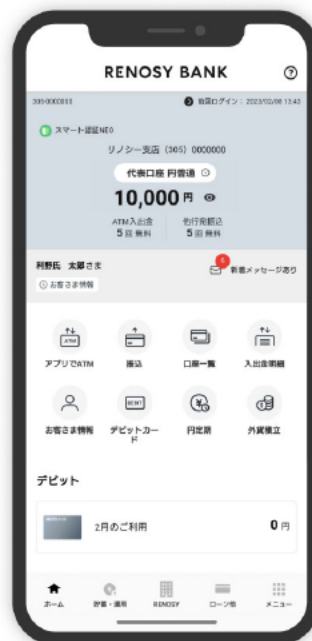 RENOSY BANK
305-0000000
前回ログイン：2023/02/06 13:43
スマート認証NEO
リノシー支店 (305) 0000000
代表口座 円普通
10,000 円
ATM入出金 他行宛振込
5 回 無料 5 回 無料
利野氏 太郎さま
新着メッセージあり
お客さま情報
アプリでATM 振込 口座一覧 入出金明細
DEBIT
お客さま情報 デビットカード 円定期 外貨積立
デビット
2月のご利用 0 円
ホーム 貯蓄・運用 RENOSY ローン他 メニュー